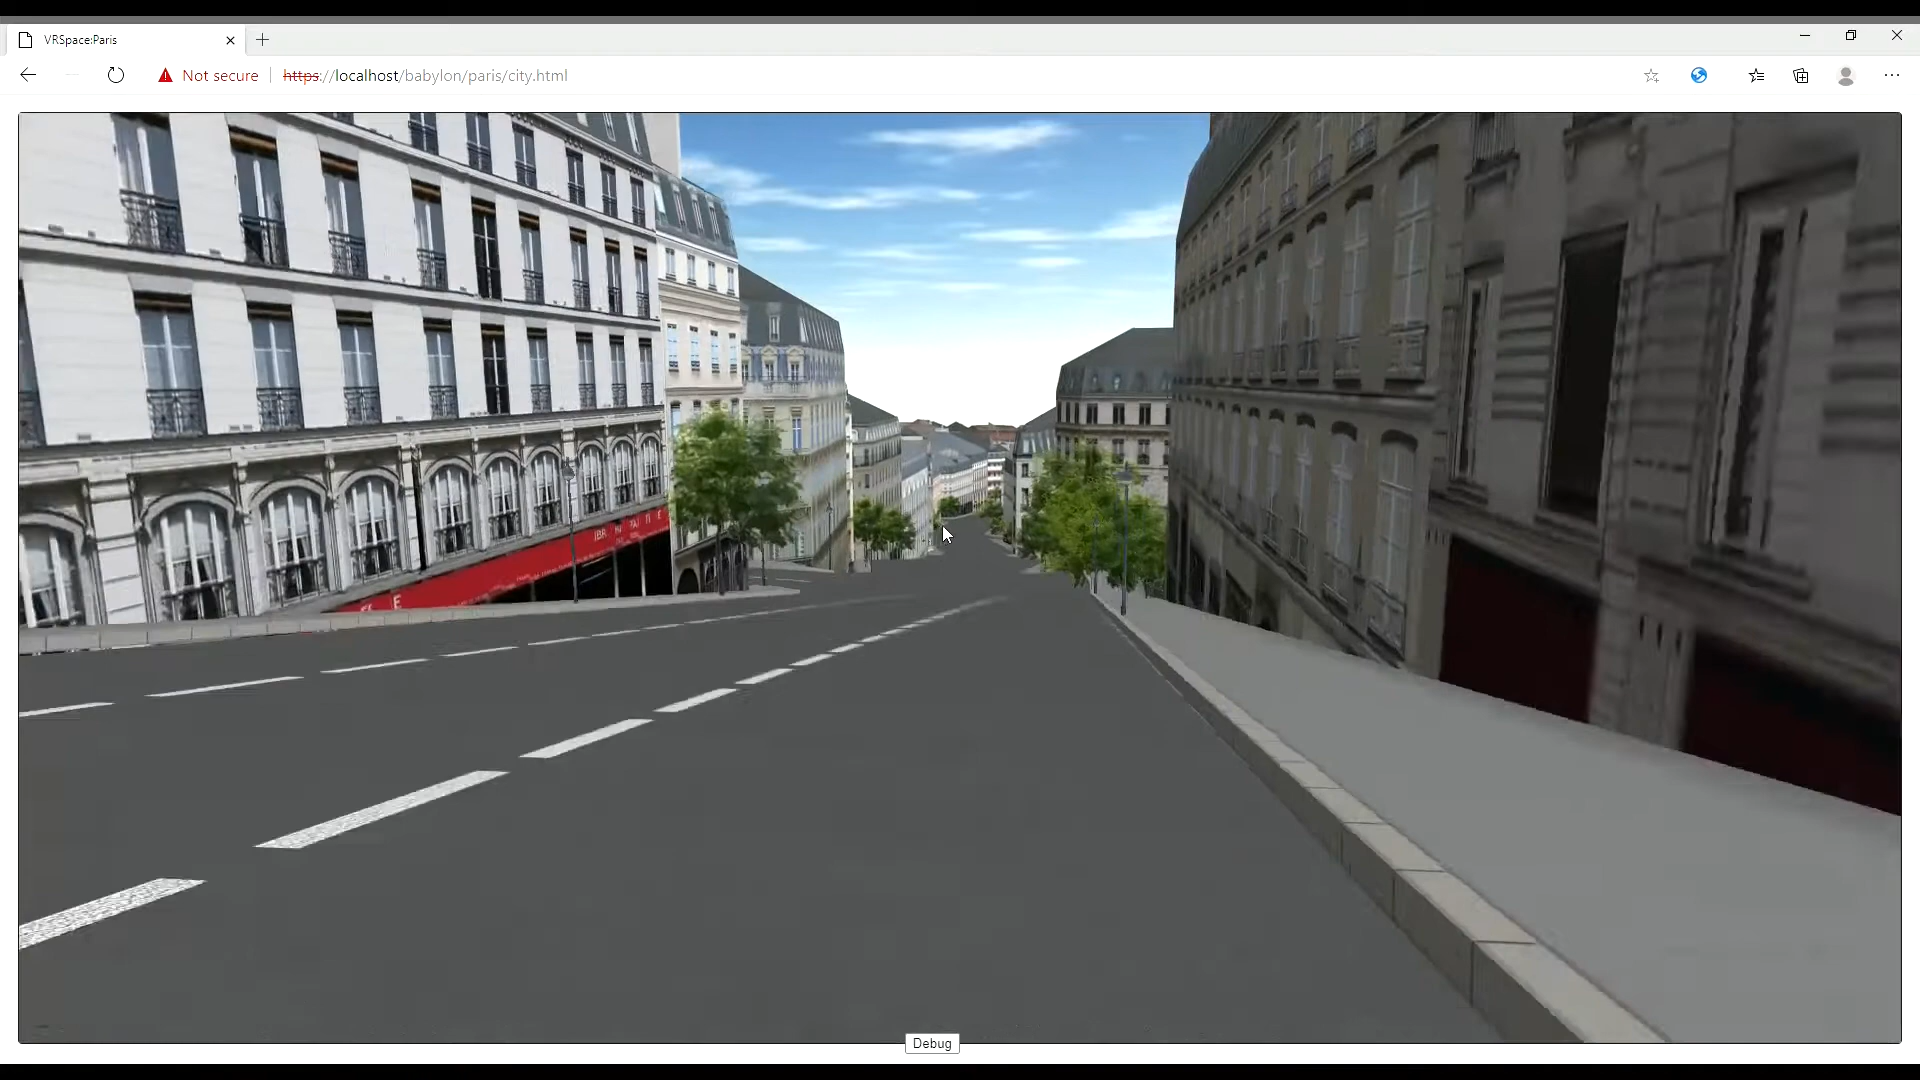 VRSpace:Paris
Not secure
https://localhost/babylon/paris/city.html
Debug